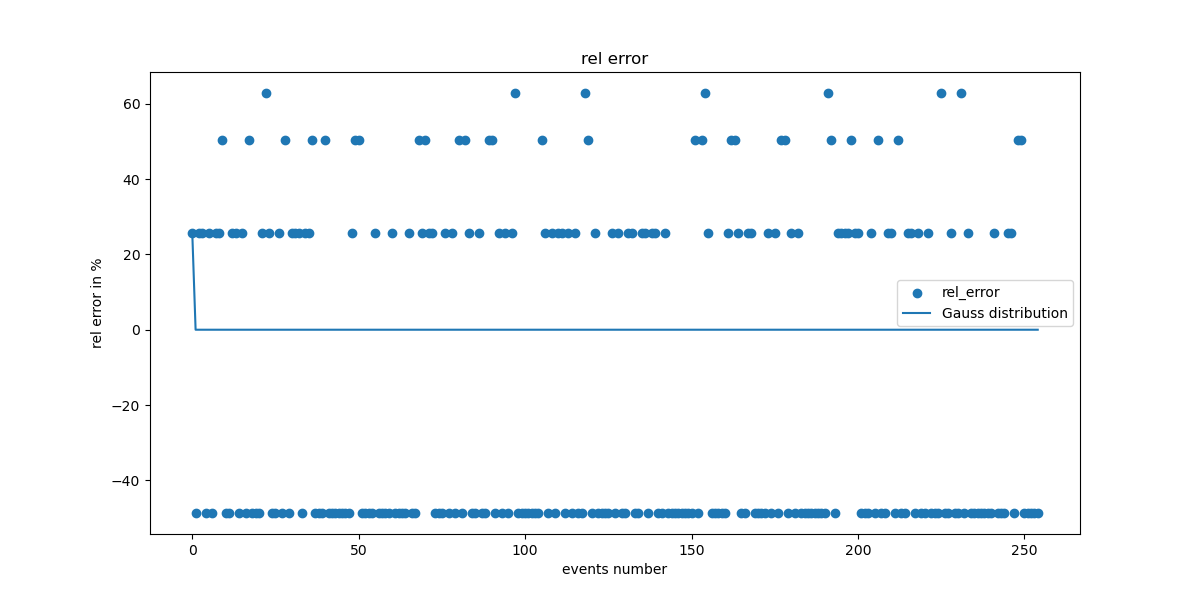 rel error
60
40
20
0
−20
−40
rel error in %
rel_error
Gauss distribution
0
50
100
150
200
250
events number